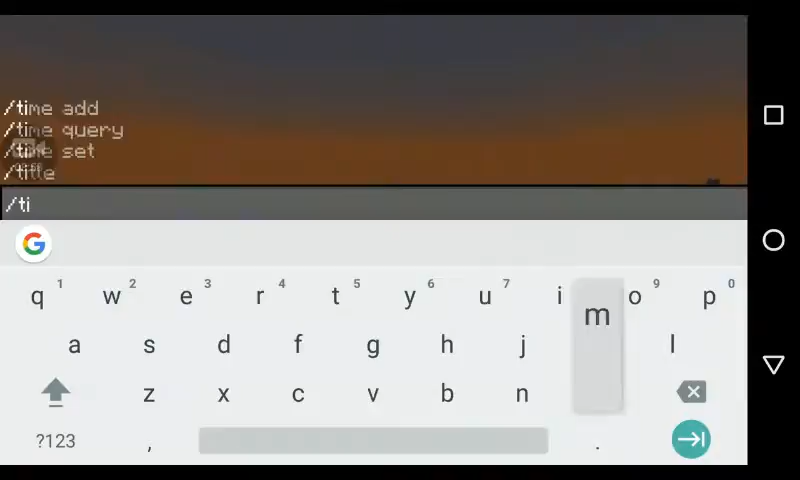 /time add
/time query
/time set
/title
/ti
G
q 1 w 2 e 3 r 4 t 5 y 6 u 7 i o 9 p 0
m
a s d f g h j l
z x c v b n
?123 , .